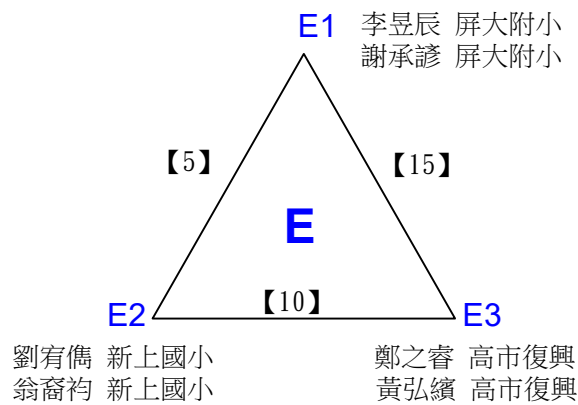 E1
李昱辰 屏大附小
謝承諺 屏大附小
【5】
【15】
E
【10】
E2
E3
劉宥儁 新上國小
翁裔礿 新上國小
鄭之睿 高市復興
黃弘繽 高市復興